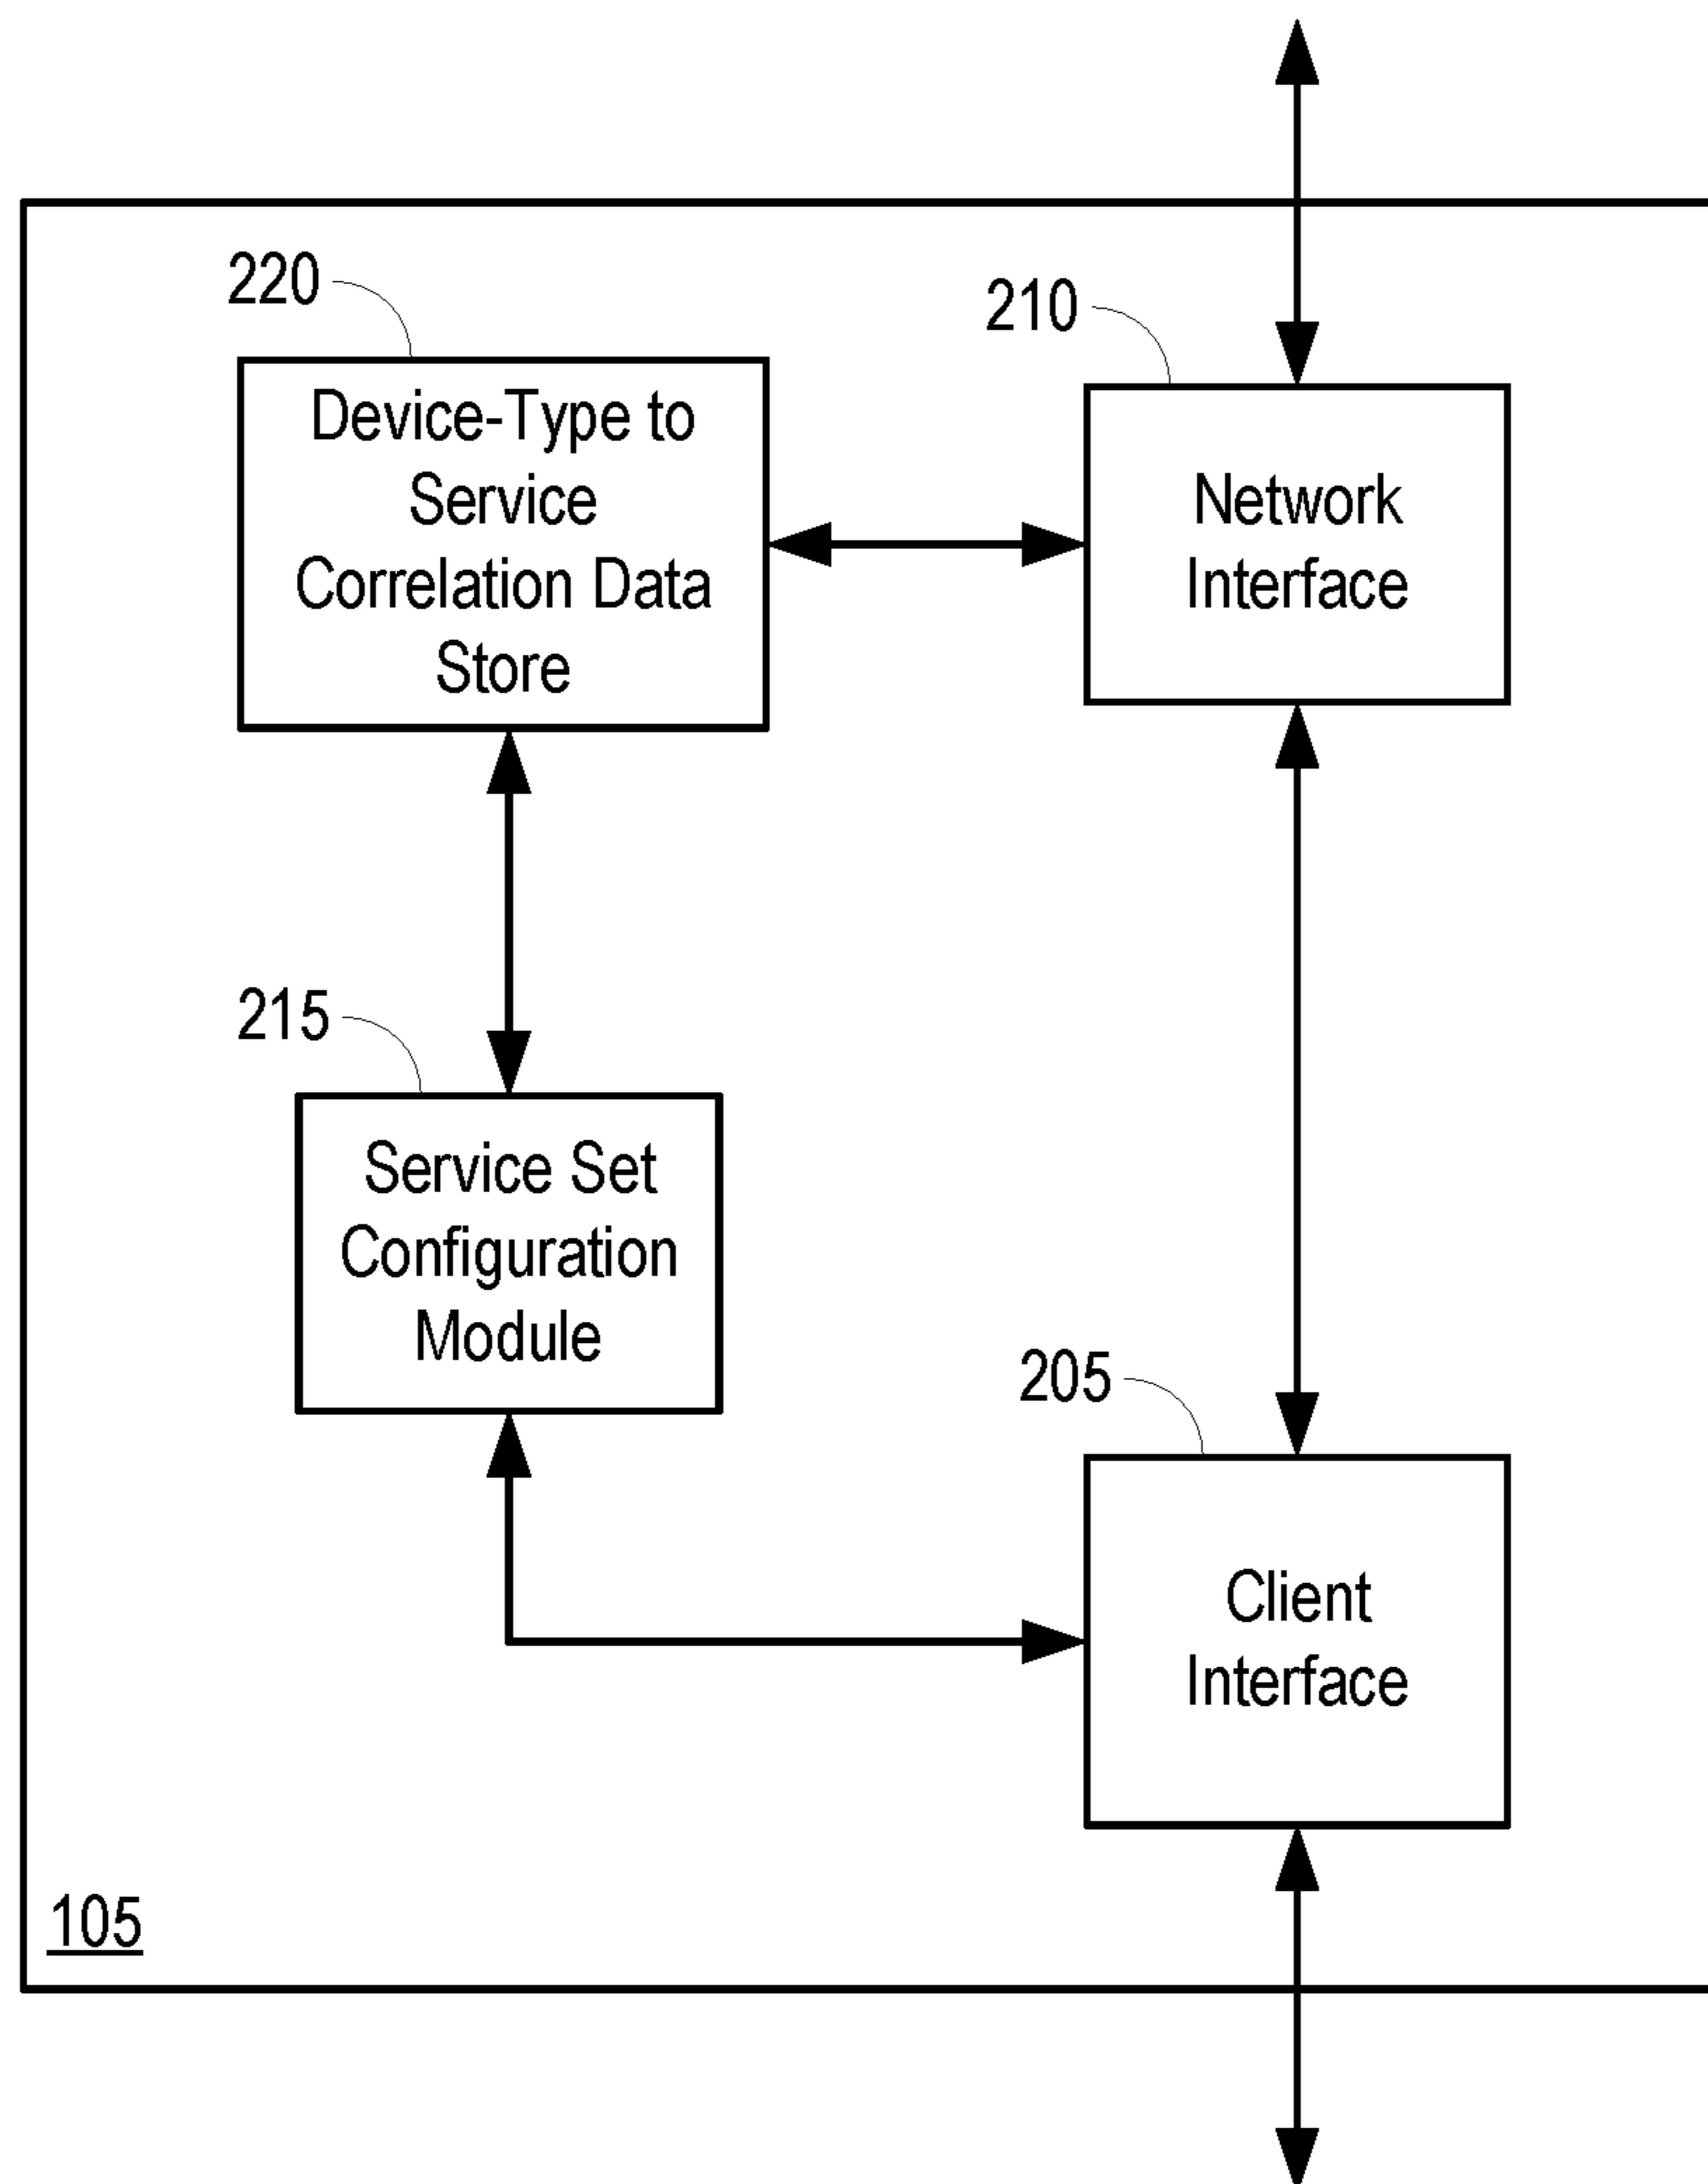 220
Device-Type to
Service
Correlation Data
Store
210
Network
Interface
215
Service Set
Configuration
Module
205
Client
Interface
105